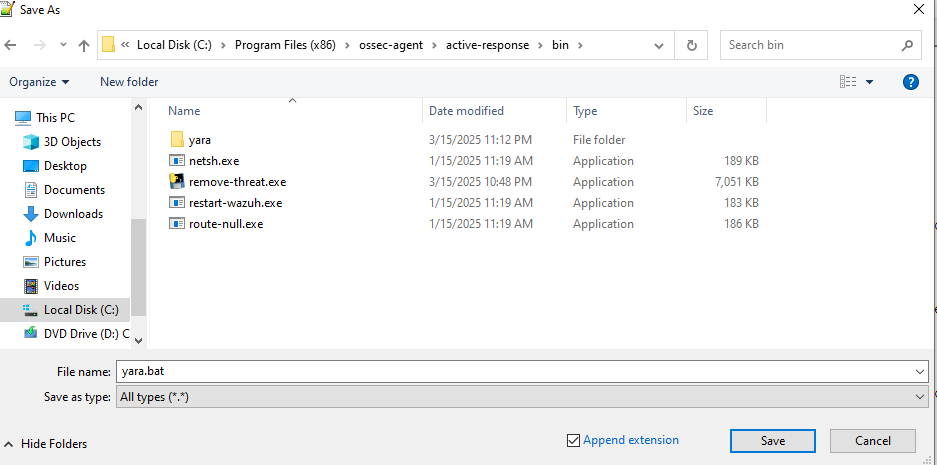 Save As
« Local Disk (C:) › Program Files (x86) › ossec-agent › active-response › bin ›
Search bin
Organize
New folder
Name Date modified Type Size
This PC
3D Objects
Desktop
Documents
Downloads
Music
Pictures
Videos
Local Disk (C:)
DVD Drive (D:) C
yara 3/15/2025 11:12 PM File folder
netsh.exe 1/15/2025 11:19 AM Application 189 KB
remove-threat.exe 3/15/2025 10:48 PM Application 7,051 KB
restart-wazuh.exe 1/15/2025 11:19 AM Application 183 KB
route-null.exe 1/15/2025 11:19 AM Application 186 KB
File name: yara.bat
Save as type: All types (*.*)
Hide Folders
Append extension
Save
Cancel